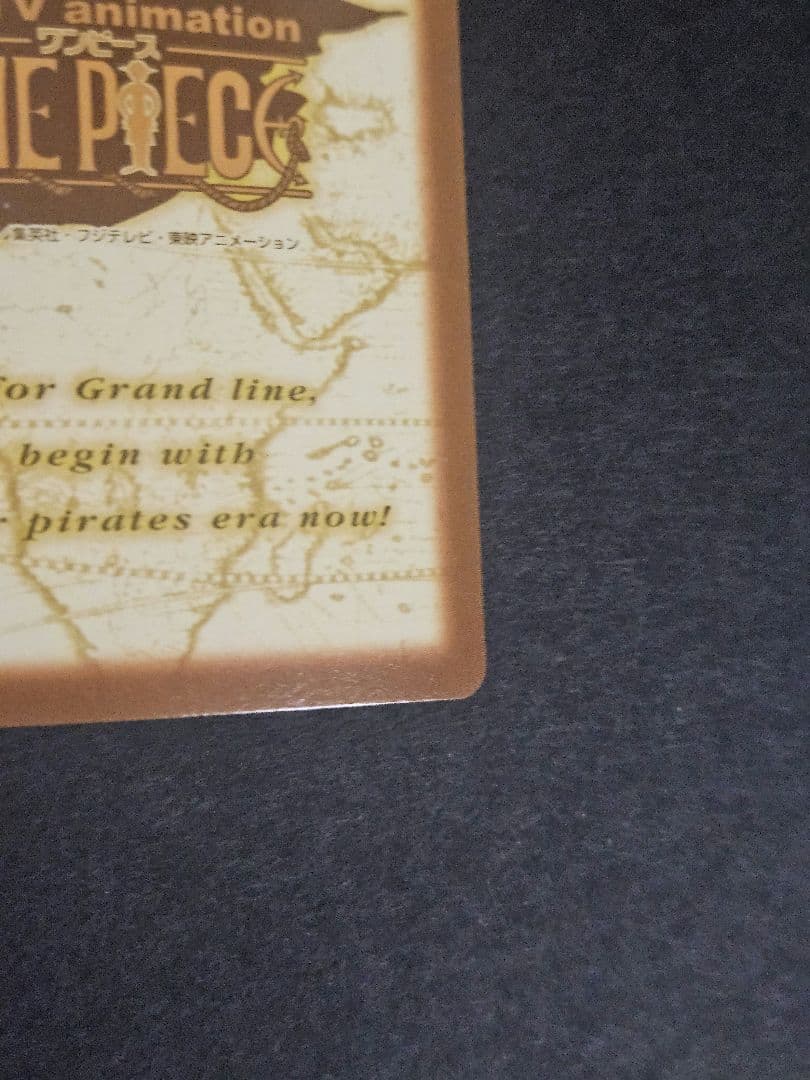 V animation
ワンピース
NE PIECE
集英社・フジテレビ・東映アニメーション
for Grand line,
begin with
r pirates era now!